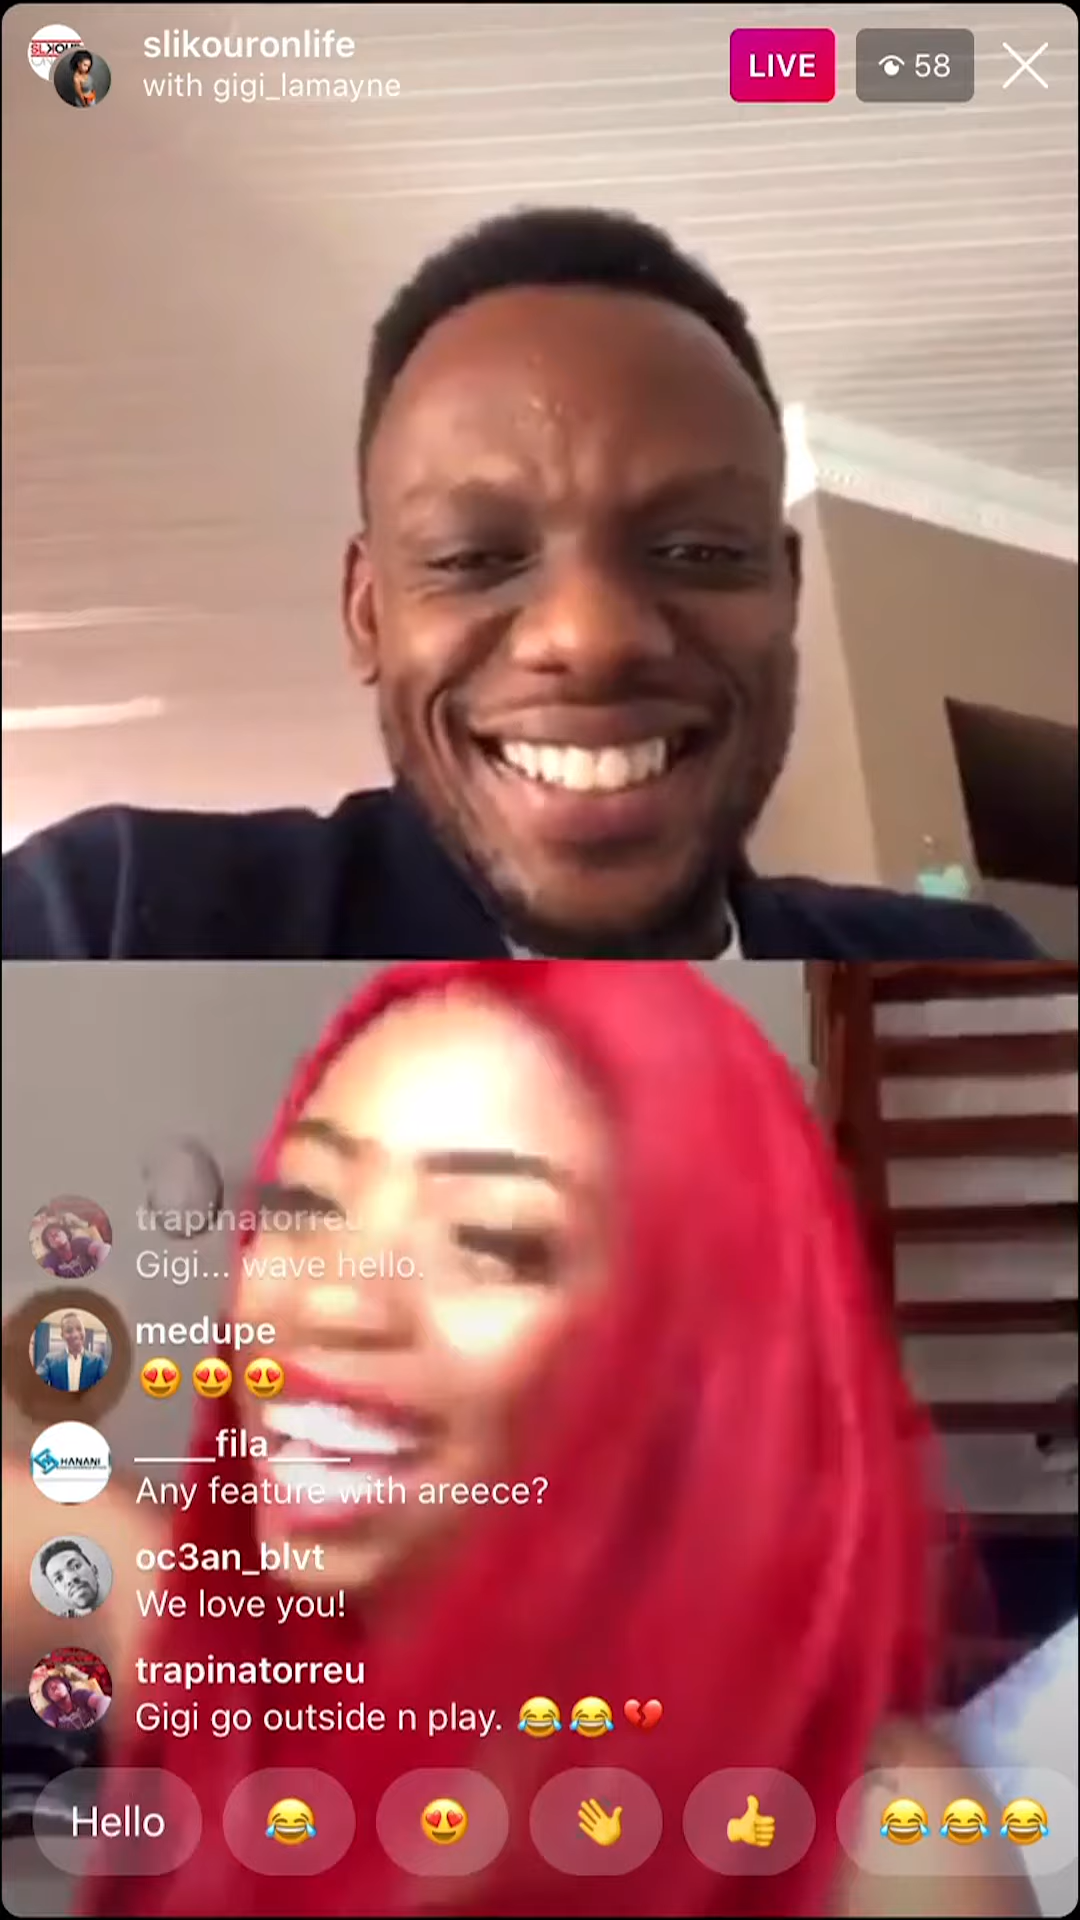 slikouronlife
with gigi_lamayne
LIVE
58
trapinatorreu
Gigi... wave hello.
medupe
😍😍😍
____fila____
HANANI
Any feature with areece?
oc3an_blvt
We love you!
trapinatorreu
Gigi go outside n play. 😂😂💔
Hello 😂 😍 👋 👍 😂😂😂